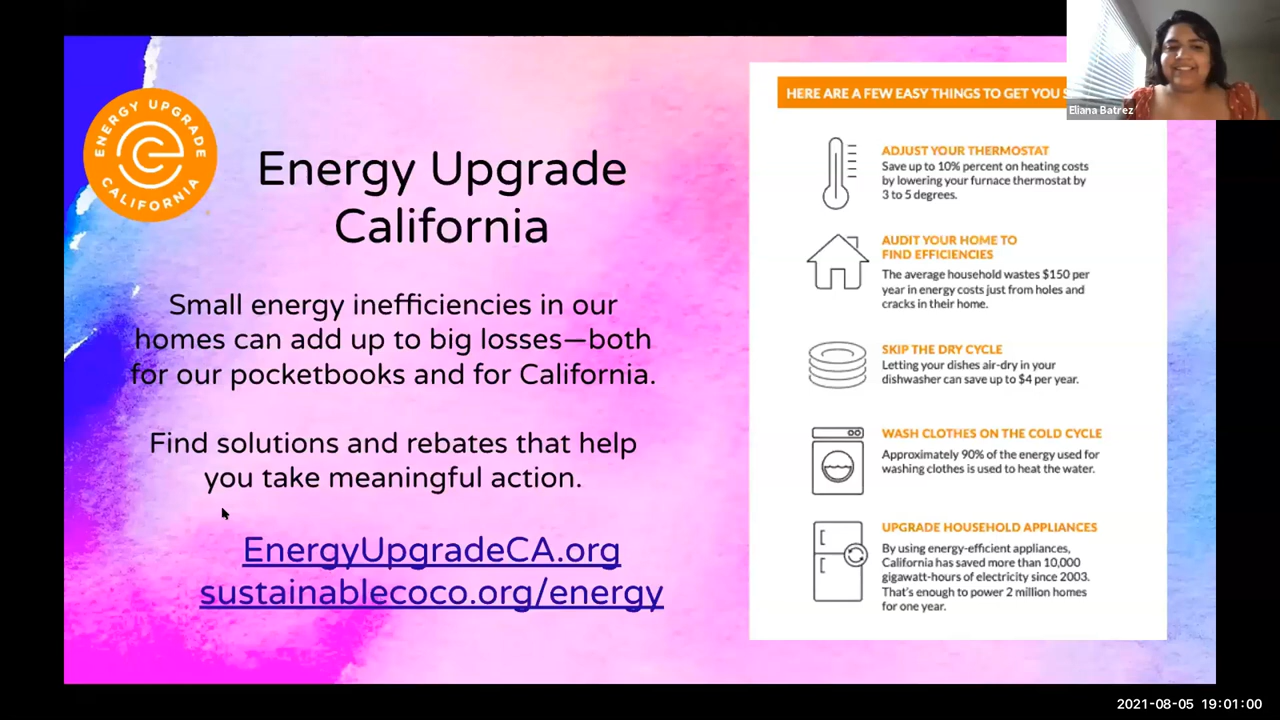 ENERGY UPGRADE
CALIFORNIA
Energy Upgrade
California
Small energy inefficiencies in our
homes can add up to big losses—both
for our pocketbooks and for California.
Find solutions and rebates that help
you take meaningful action.
EnergyUpgradeCA.org
sustainablecoco.org/energy
HERE ARE A FEW EASY THINGS TO GET YOU
ADJUST YOUR THERMOSTAT
Save up to 10% percent on heating costs
by lowering your furnace thermostat by
3 to 5 degrees.
AUDIT YOUR HOME TO
FIND EFFICIENCIES
The average household wastes $150 per
year in energy costs just from holes and
cracks in their home.
SKIP THE DRY CYCLE
Letting your dishes air-dry in your
dishwasher can save up to $4 per year.
WASH CLOTHES ON THE COLD CYCLE
Approximately 90% of the energy used for
washing clothes is used to heat the water.
UPGRADE HOUSEHOLD APPLIANCES
By using energy-efficient appliances,
California has saved more than 10,000
gigawatt-hours of electricity since 2003.
That's enough to power 2 million homes
for one year.
Eliana Batrez
2021-08-05 19:01:00